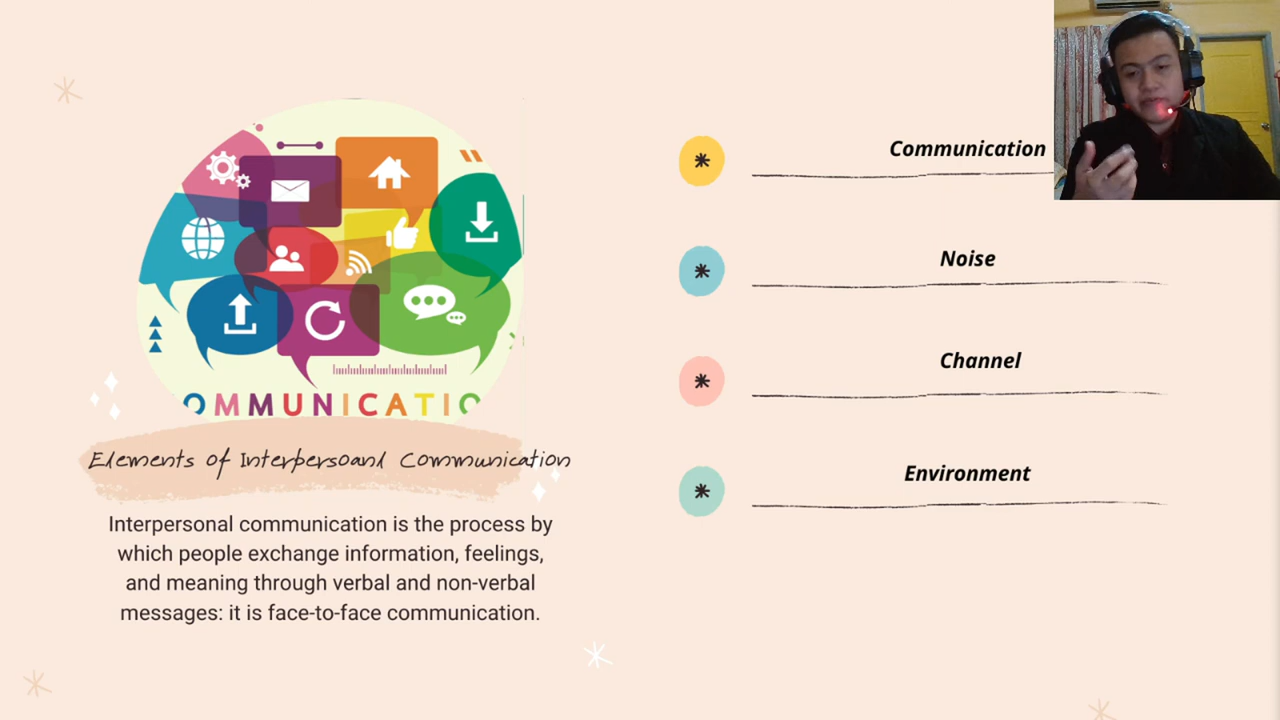 OMMUNICATIO
Elements of Interpersoanl Communication
Interpersonal communication is the process by
which people exchange information, feelings,
and meaning through verbal and non-verbal
messages: it is face-to-face communication.
Communication
Noise
Channel
Environment